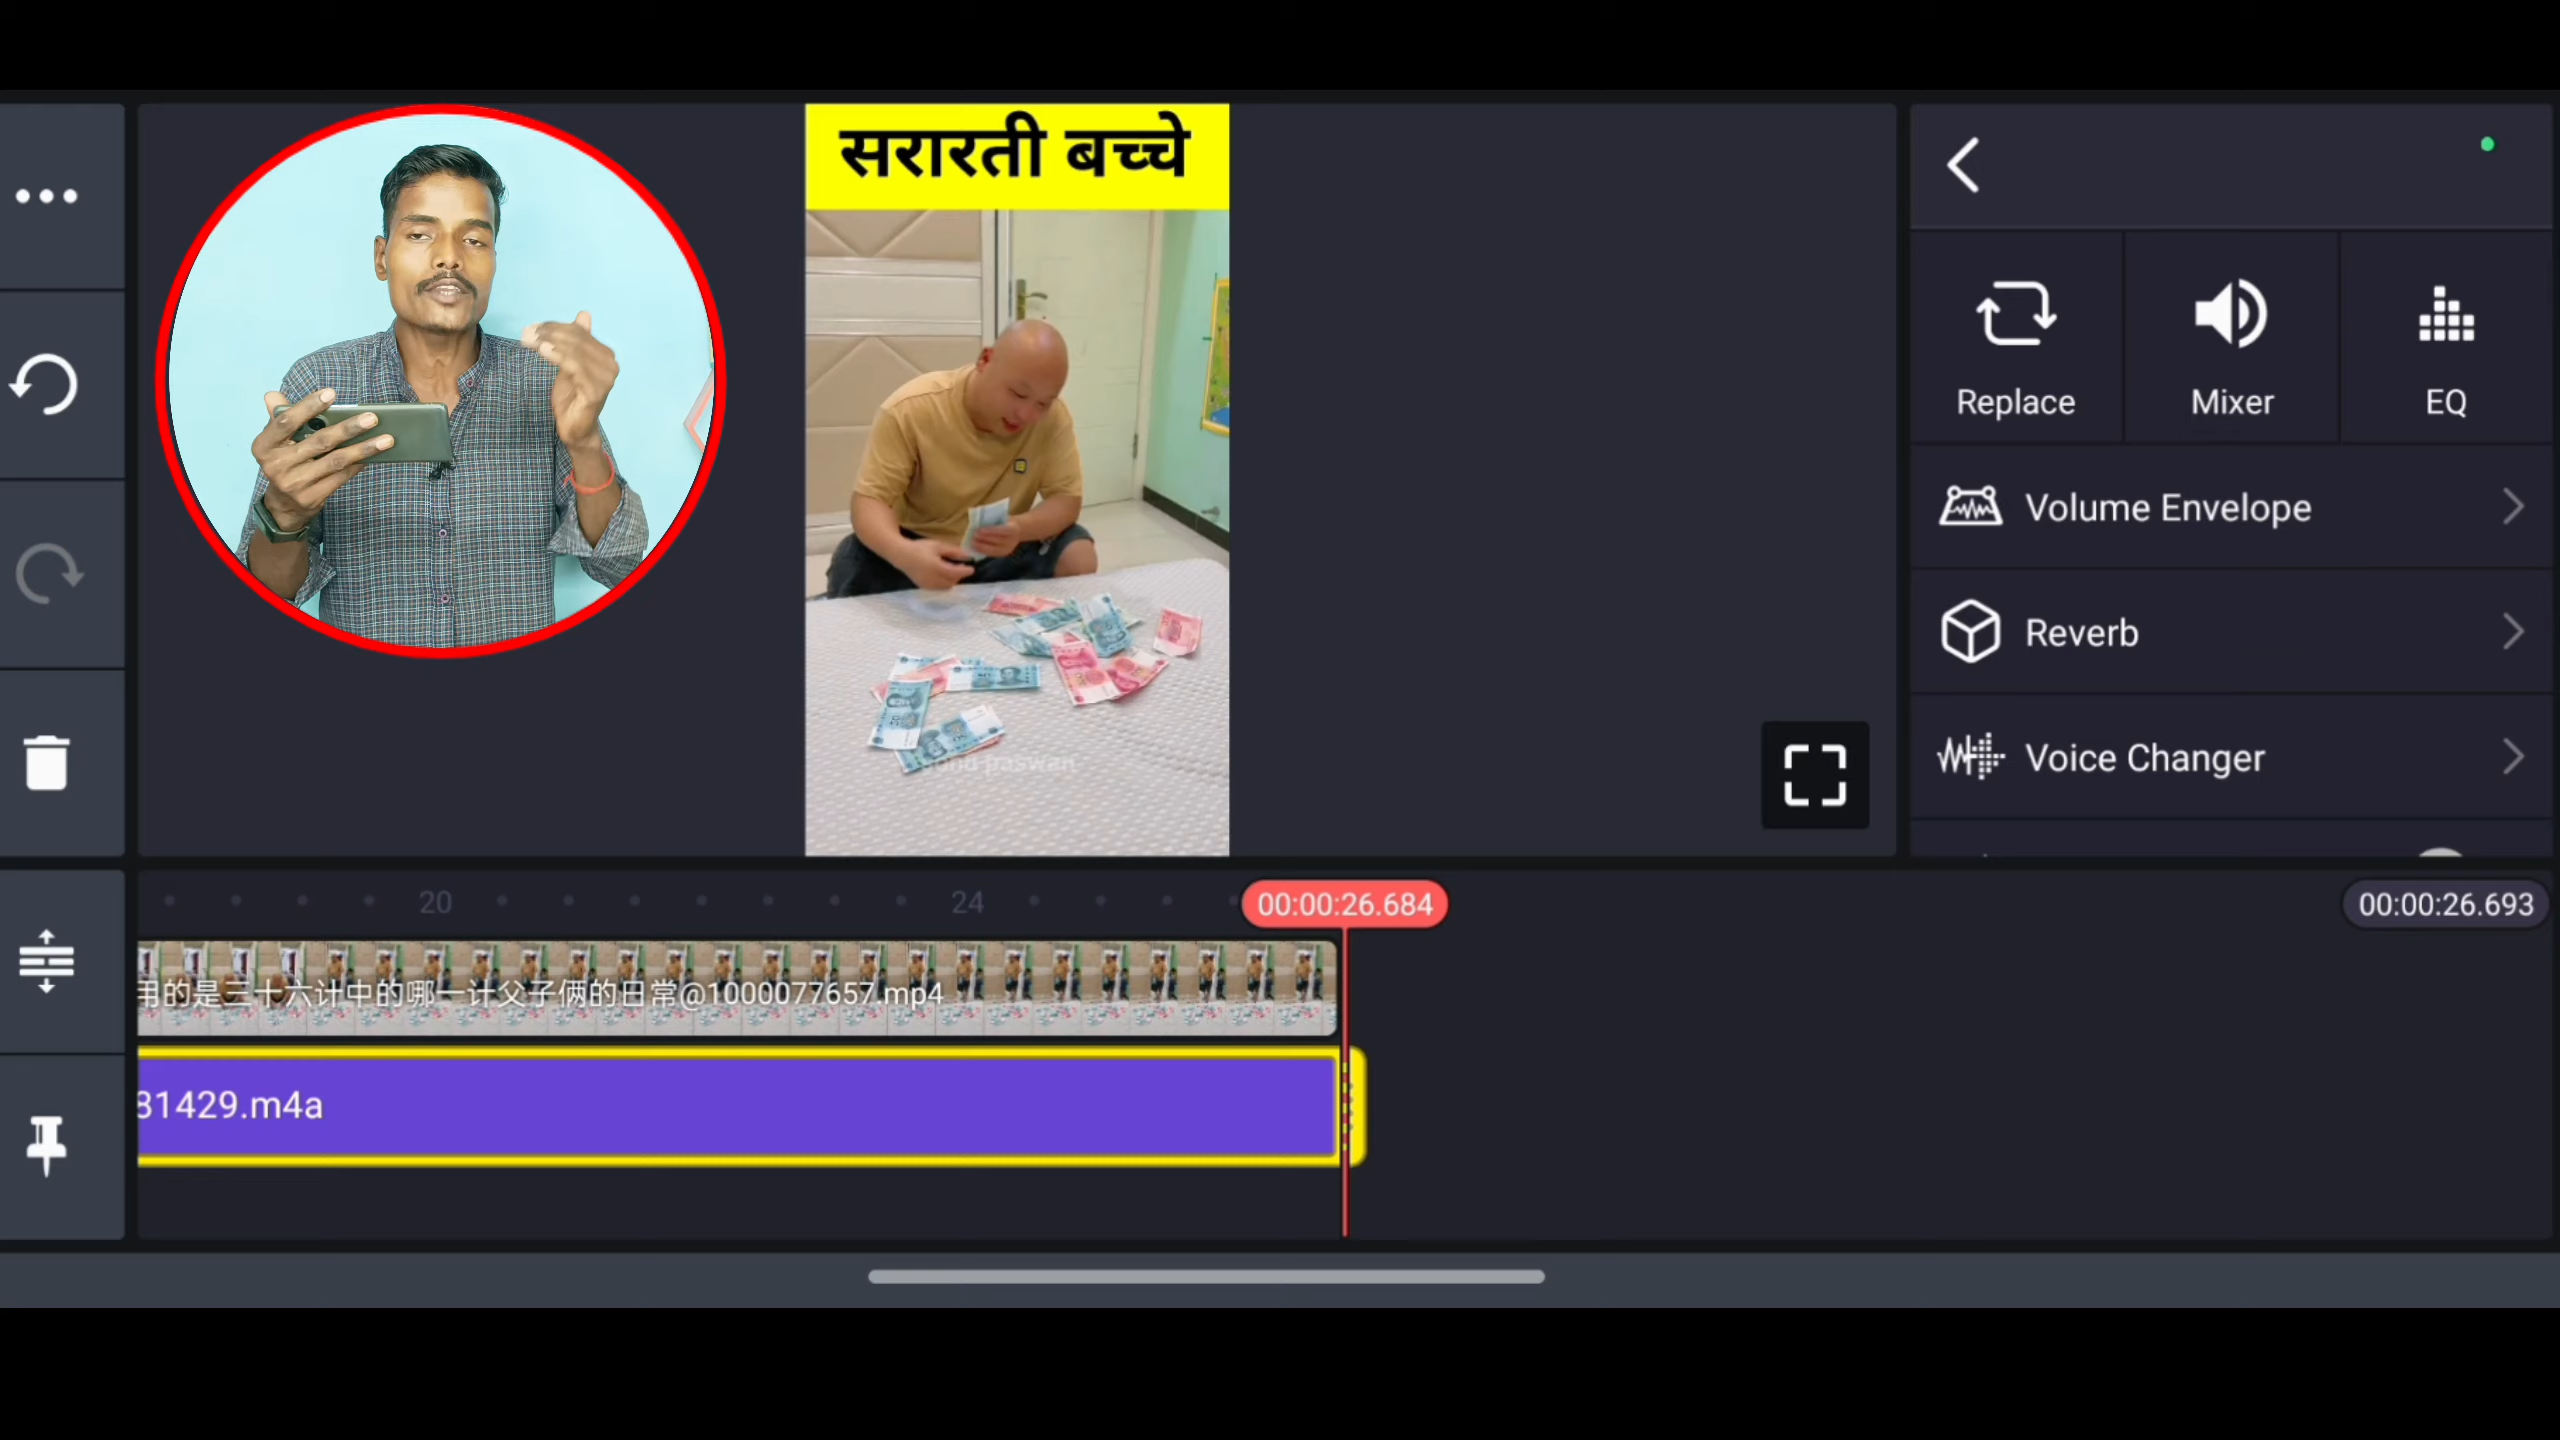 सरारती बच्चे
Replace
Mixer
EQ
Volume Envelope
Reverb
Voice Changer
paswan
20
24
00:00:26.684
00:00:26.693
用的是三十六计中的哪一计父子俩的日常@1000077657.mp4
81429.m4a